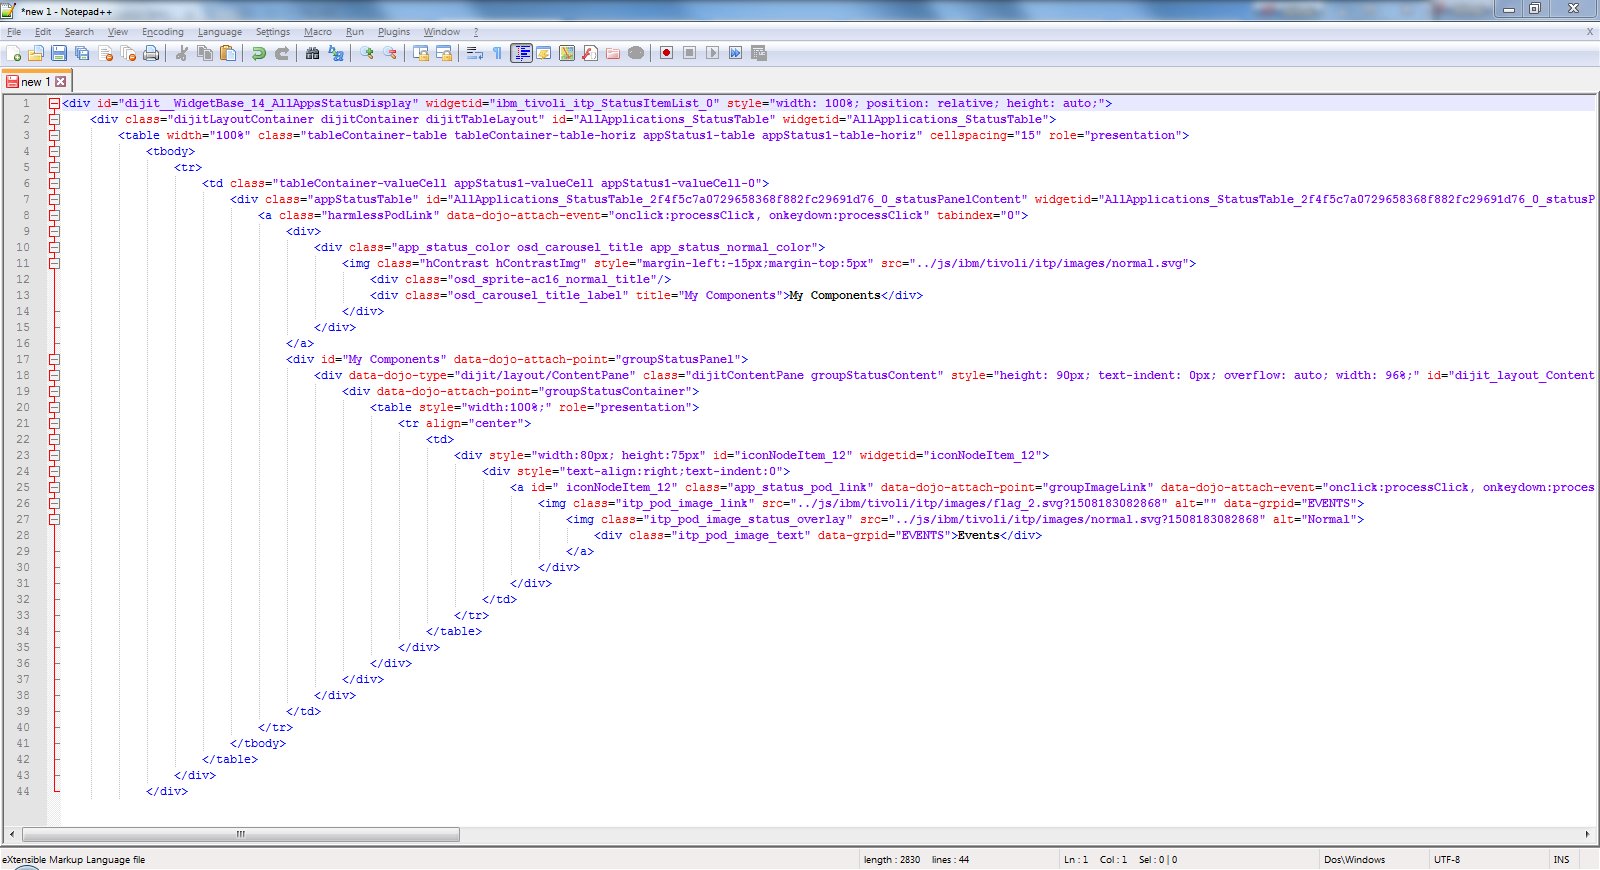 *new 1 - Notepad++
File Edit Search View Encoding Language Settings Macro Run Plugins Window ? X
new 1
1 <div id="dijit__WidgetBase_14_AllAppsStatusDisplay" widgetid="ibm_tivoli_itp_StatusItemList_0" style="width: 100%; position: relative; height: auto;">
2 <div class="dijitLayoutContainer dijitContainer dijitTableLayout" id="AllApplications_StatusTable" widgetid="AllApplications_StatusTable">
3 <table width="100%" class="tableContainer-table tableContainer-table-horiz appStatus1-table appStatus1-table-horiz" cellspacing="15" role="presentation">
4 <tbody>
5 <tr>
6 <td class="tableContainer-valueCell appStatus1-valueCell appStatus1-valueCell-0">
7 <div class="appStatusTable" id="AllApplications_StatusTable_2f4f5c7a0729658368f882fc29691d76_0_statusPanelContent" widgetid="AllApplications_StatusTable_2f4f5c7a0729658368f882fc29691d76_0_statusP
8 <a class="harmlessPodLink" data-dojo-attach-event="onclick:processClick, onkeydown:processClick" tabindex="0">
9 <div>
10 <div class="app_status_color osd_carousel_title app_status_normal_color">
11 <img class="hContrast hContrastImg" style="margin-left:-15px;margin-top:5px" src="../js/ibm/tivoli/itp/images/normal.svg">
12 <div class="osd_sprite-ac16_normal_title"/>
13 <div class="osd_carousel_title_label" title="My Components">My Components</div>
14 </div>
15 </div>
16 </a>
17 <div id="My Components" data-dojo-attach-point="groupStatusPanel">
18 <div data-dojo-type="dijit/layout/ContentPane" class="dijitContentPane groupStatusContent" style="height: 90px; text-indent: 0px; overflow: auto; width: 96%;" id="dijit_layout_Content
19 <div data-dojo-attach-point="groupStatusContainer">
20 <table style="width:100%;" role="presentation">
21 <tr align="center">
22 <td>
23 <div style="width:80px; height:75px" id="iconNodeItem_12" widgetid="iconNodeItem_12">
24 <div style="text-align:right;text-indent:0">
25 <a id=" iconNodeItem_12" class="app_status_pod_link" data-dojo-attach-point="groupImageLink" data-dojo-attach-event="onclick:processClick, onkeydown:proces
26 <img class="itp_pod_image_link" src="../js/ibm/tivoli/itp/images/flag_2.svg?1508183082868" alt="" data-grpid="EVENTS">
27 <img class="itp_pod_image_status_overlay" src="../js/ibm/tivoli/itp/images/normal.svg?1508183082868" alt="Normal">
28 <div class="itp_pod_image_text" data-grpid="EVENTS">Events</div>
29 </a>
30 </div>
31 </div>
32 </td>
33 </tr>
34 </table>
35 </div>
36 </div>
37 </div>
38 </div>
39 </td>
40 </tr>
41 </tbody>
42 </table>
43 </div>
44 </div>
eXtensible Markup Language file length : 2830 lines : 44 Ln : 1 Col : 1 Sel : 0 | 0 Dos\Windows UTF-8 INS